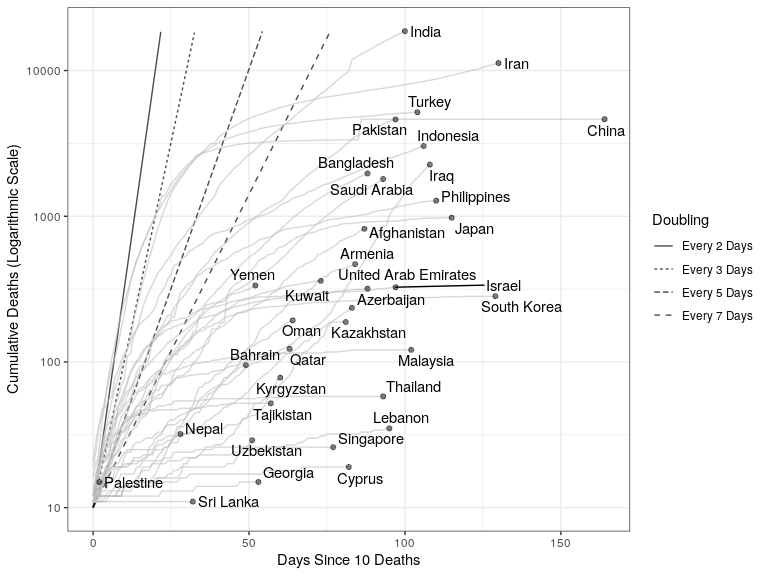 India
10000
Iran
Turkey
Pakistan
China
Indonesia
Bangladesh
Iraq
Saudi Arabia
Philippines
1000
Japan
Afghanistan
Armenia
Yemen
United Arab Emirates
Israel
Kuwait
Azerbaijan
South Korea
Oman
Kazakhstan
Bahrain
Qatar
Malaysia
100
Kyrgyzstan
Thailand
Tajikistan
Lebanon
Nepal
Singapore
Uzbekistan
Georgia
Cyprus
Palestine
Sri Lanka
10
0
50
100
150
Days Since 10 Deaths
Cumulative Deaths (Logarithmic Scale)
Doubling
Every 2 Days
Every 3 Days
Every 5 Days
Every 7 Days